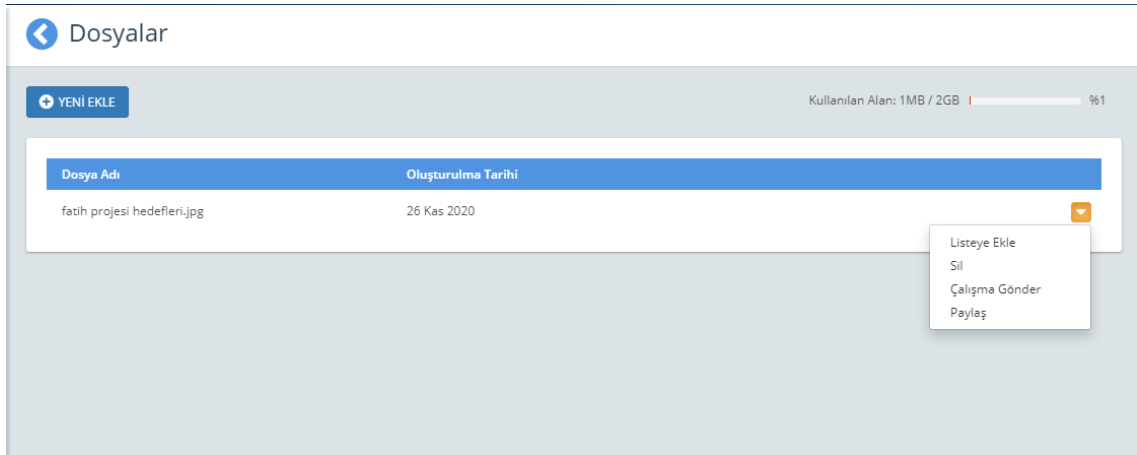 Dosyalar
YENİ EKLE
Kullanılan Alan: 1MB / 2GB %1
Dosya Adı Oluşturulma Tarihi
fatih projesi hedefleri.jpg 26 Kas 2020
Listeye Ekle
Sil
Çalışma Gönder
Paylaş